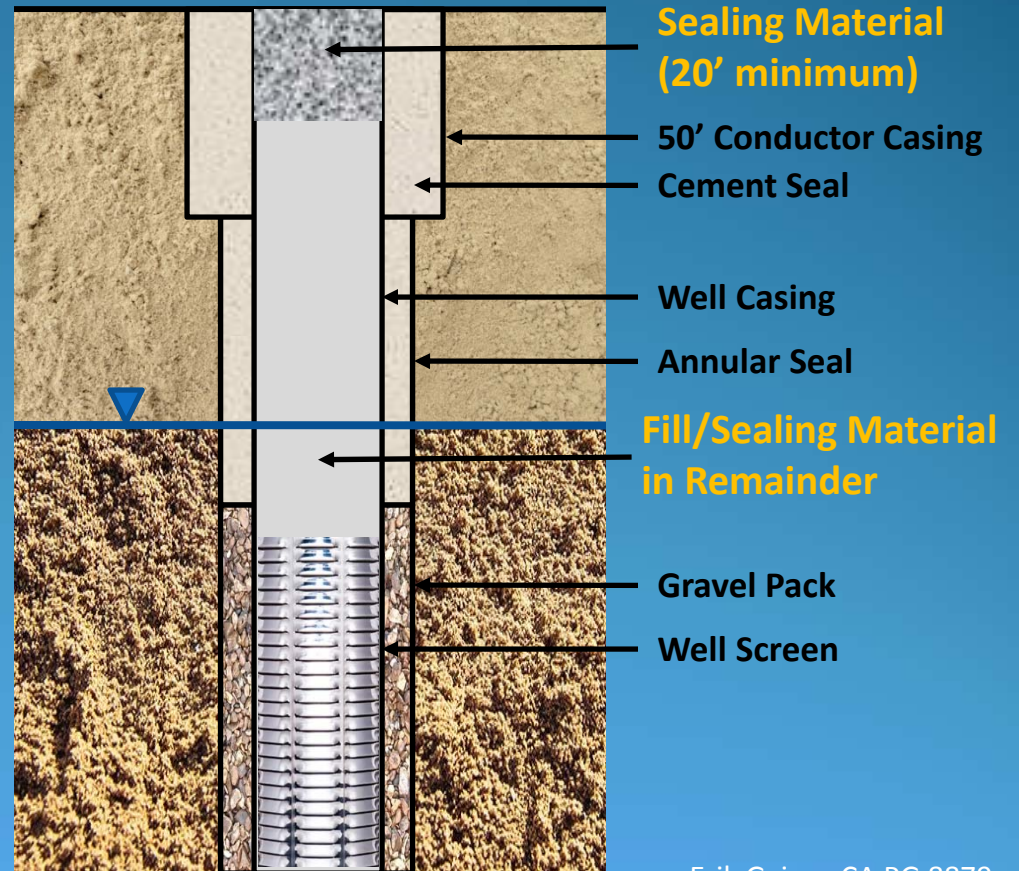 Sealing Material
(20’ minimum)
50’ Conductor Casing
Cement Seal
Well Casing
Annular Seal
Fill/Sealing Material
in Remainder
Gravel Pack
Well Screen